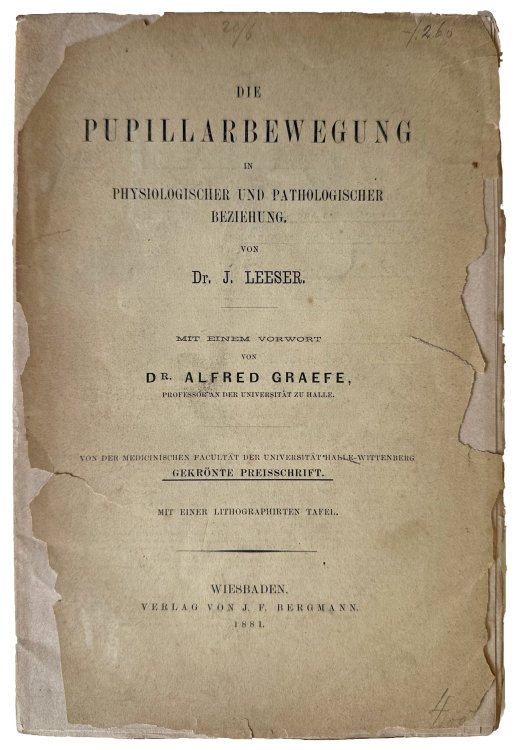 20/6
DIE
PUPILLARBEWEGUNG
IN
PHYSIOLOGISCHER UND PATHOLOGISCHER
BEZIEHUNG.
VON
Dr. J. LEESER.
MIT EINEM VORWORT
VON
DR. ALFRED GRAEFE,
PROFESSOR AN DER UNIVERSITÄT ZU HALLE.
VON DER MEDICINISCHEN FACULTÄT DER UNIVERSITÄT HALLE-WITTENBERG
GEKRÖNTE PREISSCHRIFT.
MIT EINER LITHOGRAPHIRTEN TAFEL.
WIESBADEN.
VERLAG VON J. F. BERGMANN.
1881.